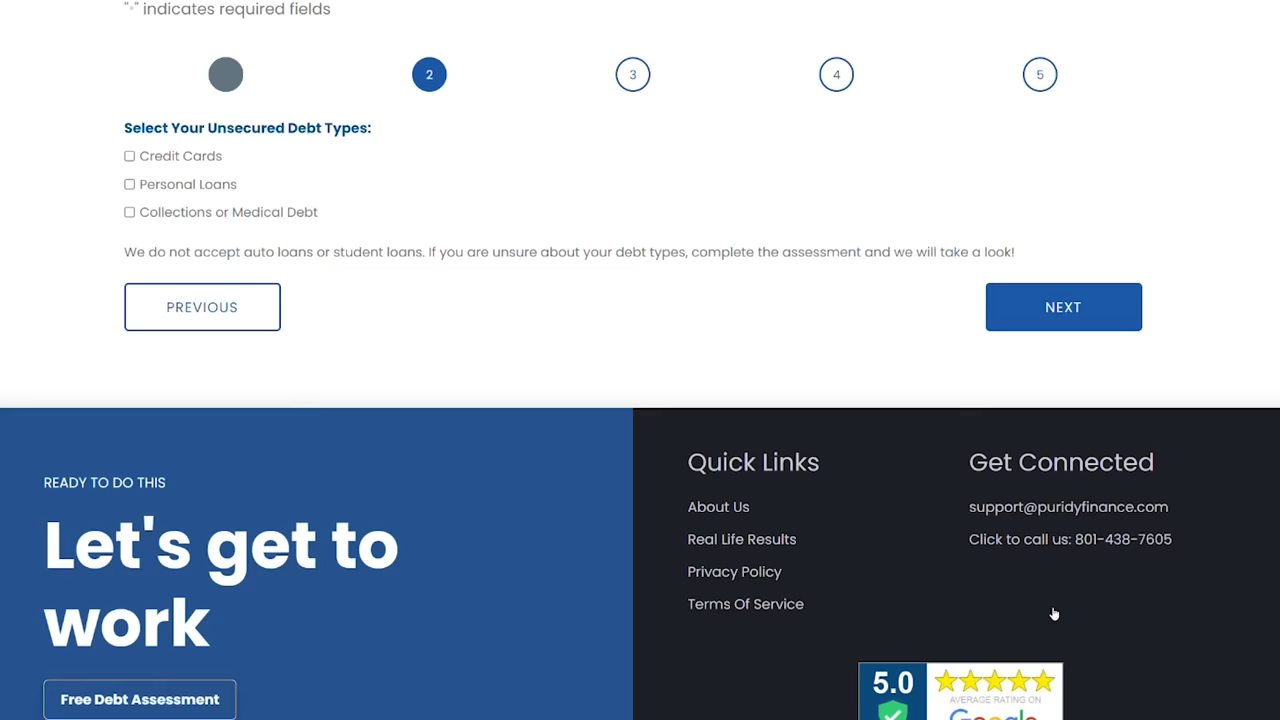 "*" indicates required fields
2
3
4
5
Select Your Unsecured Debt Types:
Credit Cards
Personal Loans
Collections or Medical Debt
We do not accept auto loans or student loans. If you are unsure about your debt types, complete the assessment and we will take a look!
PREVIOUS
NEXT
READY TO DO THIS
Let's get to
work
Free Debt Assessment
Quick Links
About Us
Real Life Results
Privacy Policy
Terms Of Service
Get Connected
support@puridyfinance.com
Click to call us: 801-438-7605
5.0
AVERAGE RATING ON
Google